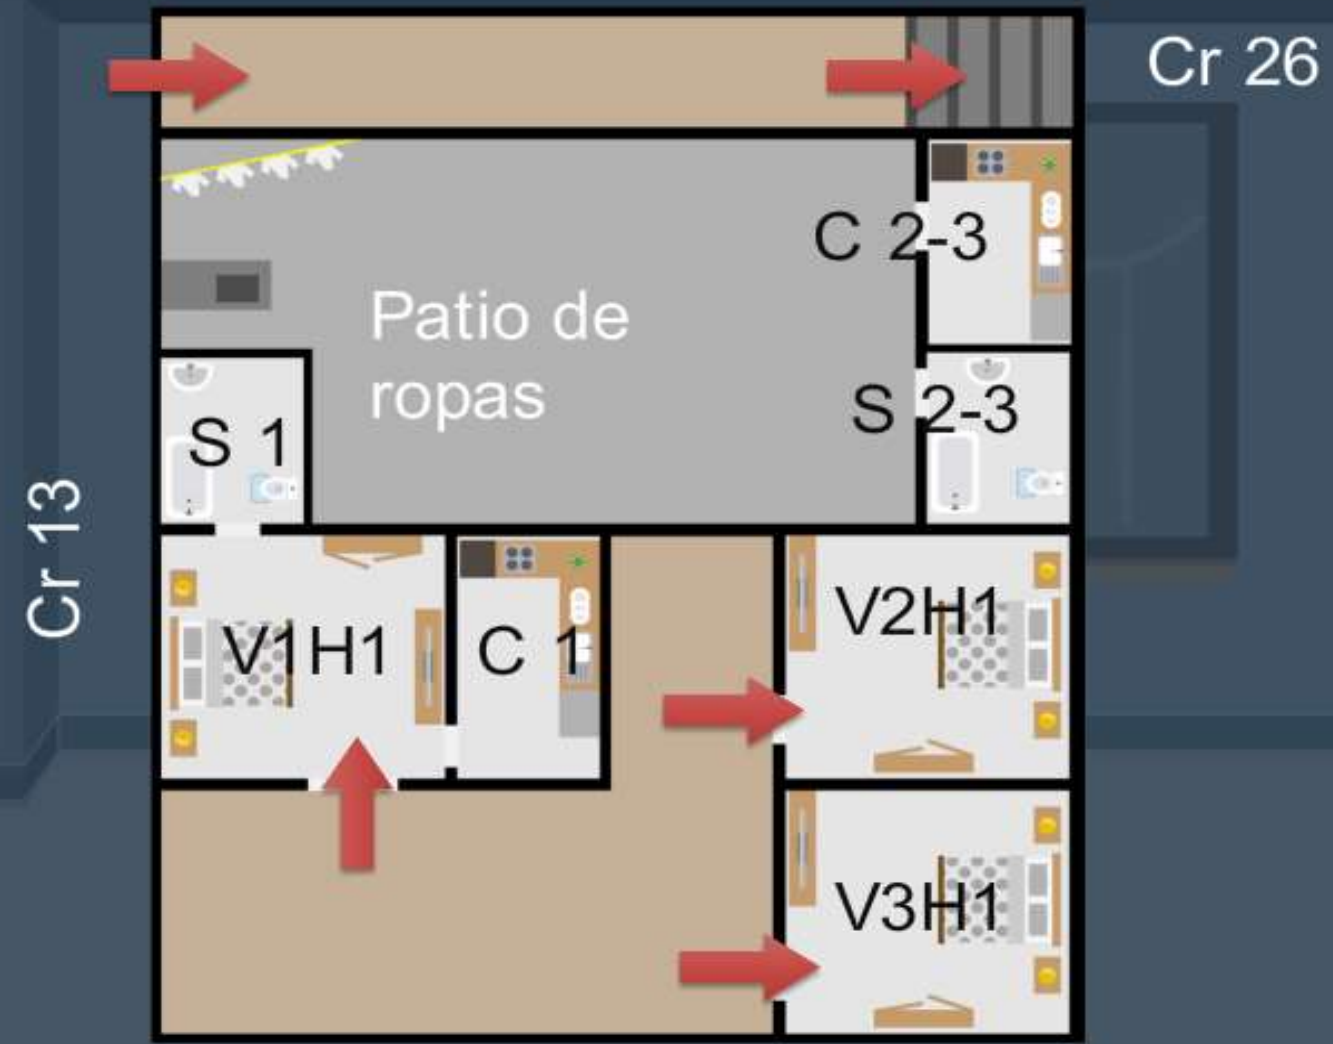 Cr 26
C 2-3
Patio de
ropas
S 2-3
S 1
Cr 13
V1H1
C 1
V2H1
V3H1